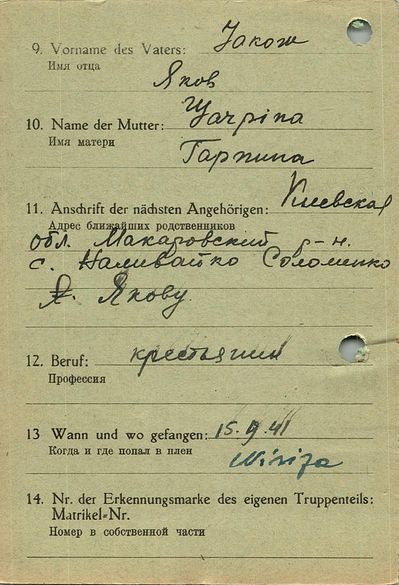 9. Vorname des Vaters:
Имя отца
Яков
10. Name der Mutter:
Имя матери
Гарпина
11. Anschrift der nächsten Angehörigen: Киевская
Адрес ближайших родственников
обл. Макаровский р-н.
с. Наливайко Соломенко
Якову.
12. Beruf: крестьянин
Профессия
13 Wann und wo gefangen: 15.9.41
Когда и где попал в плен
14. Nr. der Erkennungsmarke des eigenen Truppenteils:
Matrikel-Nr.
Номер в собственной части